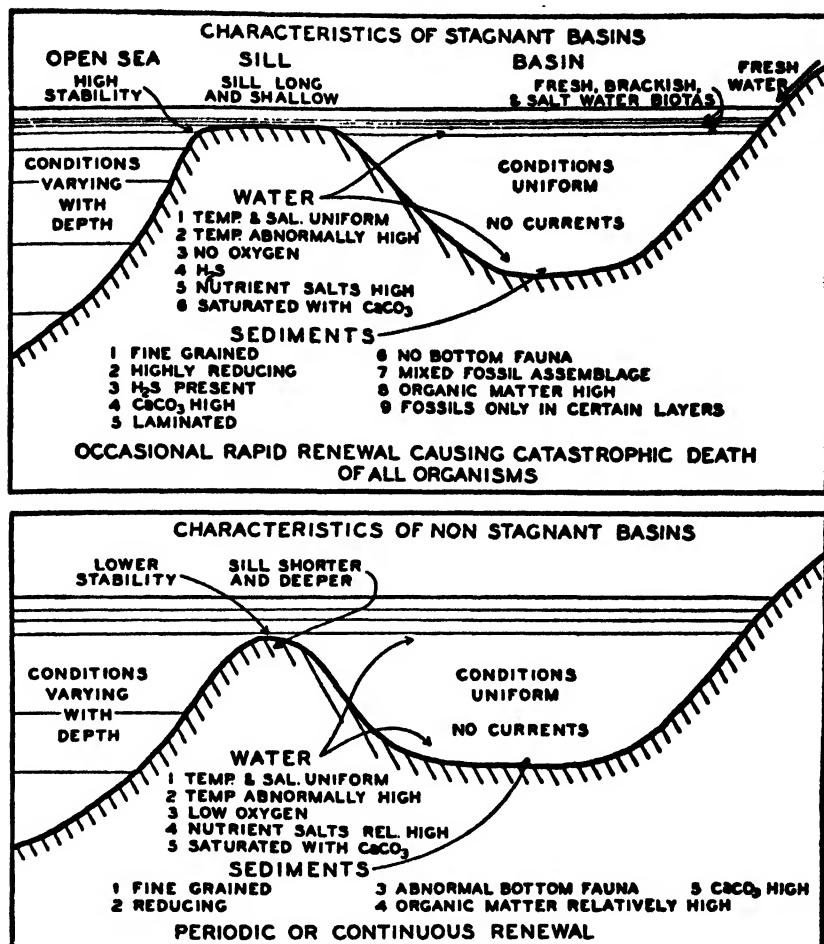 CHARACTERISTICS OF STAGNANT BASINS
OPEN SEA
HIGH
STABILITY
SILL
SILL LONG
AND SHALLOW
BASIN
FRESH, BRACKISH,
& SALT WATER BIOTAS
FRESH
WATER
CONDITIONS
VARYING
WITH
DEPTH
CONDITIONS
UNIFORM
NO CURRENTS
WATER
1 TEMP. & SAL. UNIFORM
2 TEMP. ABNORMALLY HIGH
3 NO OXYGEN
4 H2S
5 NUTRIENT SALTS HIGH
6 SATURATED WITH CaCO3
SEDIMENTS
1 FINE GRAINED
2 HIGHLY REDUCING
3 H2S PRESENT
4 CaCO3 HIGH
5 LAMINATED
6 NO BOTTOM FAUNA
7 MIXED FOSSIL ASSEMBLAGE
8 ORGANIC MATTER HIGH
9 FOSSILS ONLY IN CERTAIN LAYERS
OCCASIONAL RAPID RENEWAL CAUSING CATASTROPHIC DEATH
OF ALL ORGANISMS
CHARACTERISTICS OF NON STAGNANT BASINS
LOWER
STABILITY
SILL SHORTER
AND DEEPER
CONDITIONS
VARYING
WITH
DEPTH
CONDITIONS
UNIFORM
NO CURRENTS
WATER
1 TEMP. & SAL. UNIFORM
2 TEMP ABNORMALLY HIGH
3 LOW OXYGEN
4 NUTRIENT SALTS REL. HIGH
5 SATURATED WITH CaCO3
SEDIMENTS
1 FINE GRAINED
2 REDUCING
3 ABNORMAL BOTTOM FAUNA
4 ORGANIC MATTER RELATIVELY HIGH
5 CaCO3 HIGH
PERIODIC OR CONTINUOUS RENEWAL